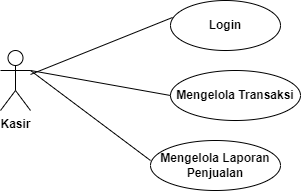 Login
Mengelola Transaksi
Kasir
Mengelola Laporan
Penjualan